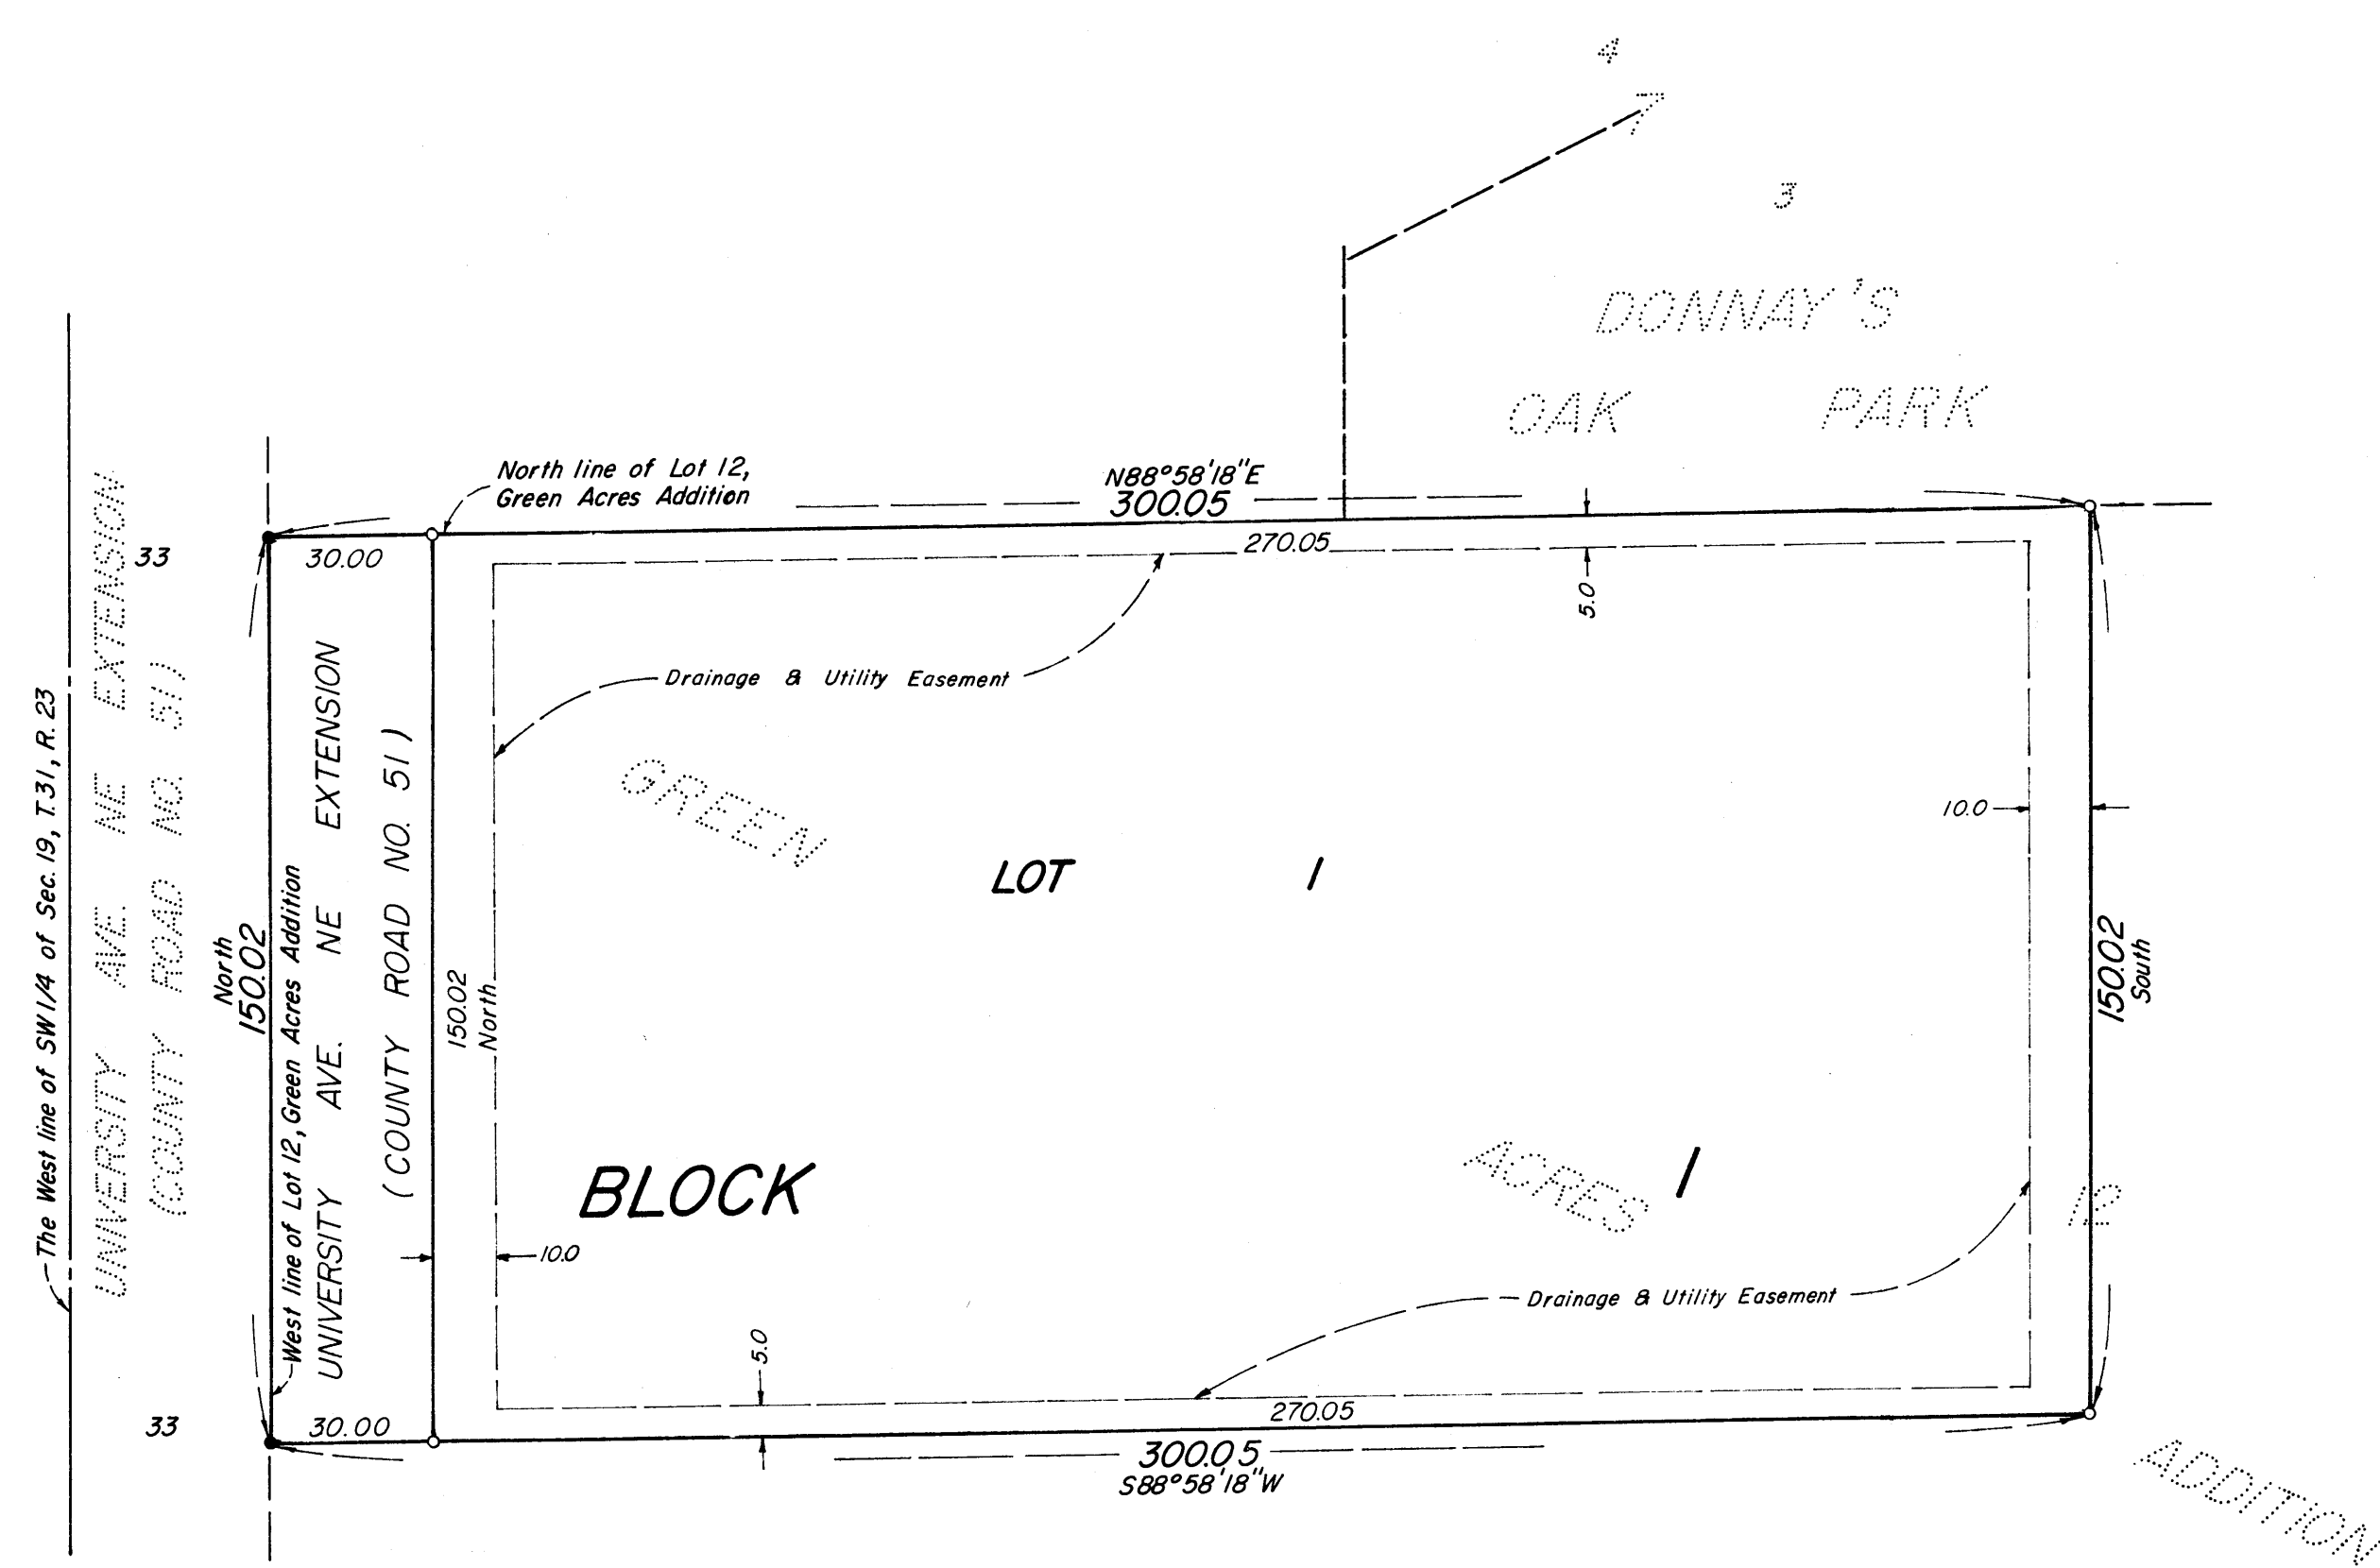 4
7
3
DONNAY'S
OAK PARK
North line of Lot 12,
Green Acres Addition
N88°58'18"E
300.05
33
30.00
270.05
5.0
Drainage & Utility Easement
The West line of SW1/4 of Sec. 19, T.31, R.23
UNIVERSITY AVE. NE EXTENSION
(COUNTY ROAD NO. 51)
North
150.02
West line of Lot 12, Green Acres Addition
UNIVERSITY AVE. NE EXTENSION
(COUNTY ROAD NO. 51)
150.02
North
GREEN
LOT 1
10.0
150.02
South
BLOCK 1
ACRES
12
10.0
Drainage & Utility Easement
5.0
33
30.00
270.05
300.05
S88°58'18"W
ADDITION